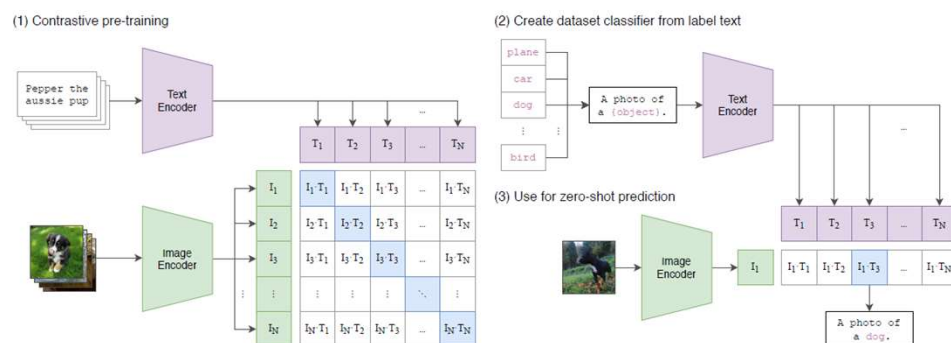 (1) Contrastive pre-training
Pepper the
aussie pup
Text
Encoder
...
T1 T2 T3 ... TN
I1 I1·T1 I1·T2 I1·T3 ... I1·TN
I2 I2·T1 I2·T2 I2·T3 ... I2·TN
I3 I3·T1 I3·T2 I3·T3 ... I3·TN
⋮ ⋮ ⋮ ⋮ ⋮ ⋱ ⋮
IN IN·T1 IN·T2 IN·T3 ... IN·TN
Image
Encoder
(2) Create dataset classifier from label text
plane
car
dog
⋮
bird
A photo of
a {object}.
Text
Encoder
...
(3) Use for zero-shot prediction
T1 T2 T3 ... TN
Image
Encoder
I1 I1·T1 I1·T2 I1·T3 ... I1·TN
A photo of
a dog.